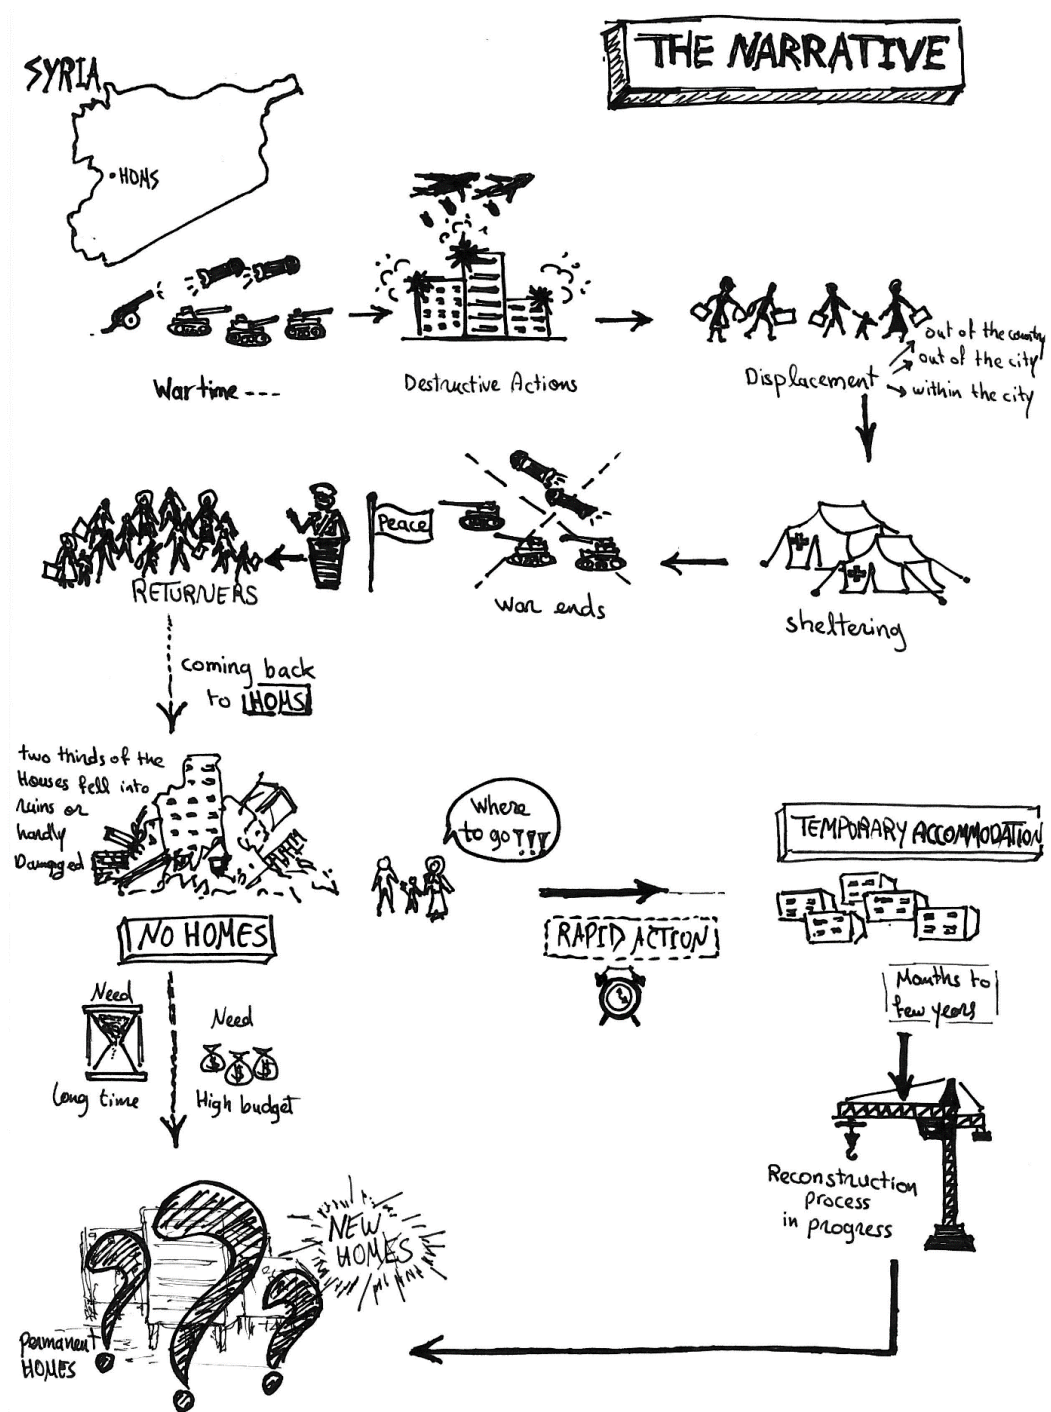 THE NARRATIVE
SYRIA
HOMS
War time ---
Destructive Actions
Displacement
out of the country
out of the city
within the city
Peace
RETURNERS
war ends
sheltering
coming back
to HOMS
two thirds of the
Houses fell into
ruins or
hardly
Damaged
Where
to go???
TEMPORARY ACCOMMODATION
NO HOMES
RAPID ACTION
Months to
few years
Need
Long time
Need
$ $ $
High budget
Reconstruction
process
in progress
NEW
HOMES
permanent
HOMES